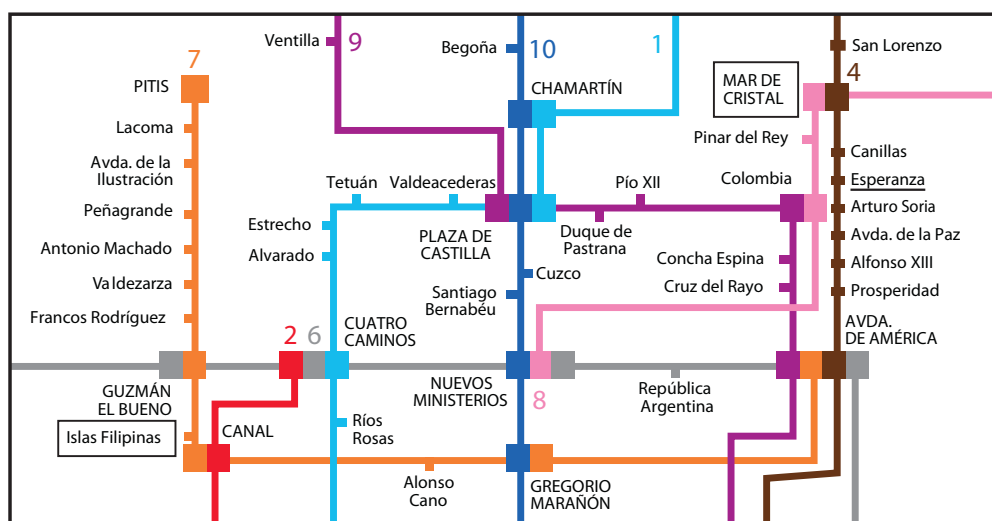 Ventilla
9
Begoña
10
1
San Lorenzo
7
4
PITIS
CHAMARTÍN
MAR DE
CRISTAL
Lacoma
Pinar del Rey
Avda. de la
Ilustración
Canillas
Tetuán
Valdeacederas
Pío XII
Colombia
Esperanza
Peñagrande
Arturo Soria
Estrecho
PLAZA DE
CASTILLA
Duque de
Pastrana
Avda. de la Paz
Antonio Machado
Alvarado
Concha Espina
Alfonso XIII
Cuzco
Valdezarza
Santiago
Bernabéu
Cruz del Rayo
Prosperidad
Francos Rodríguez
2
6
CUATRO
CAMINOS
AVDA.
DE AMÉRICA
GUZMÁN
EL BUENO
NUEVOS
MINISTERIOS
8
República
Argentina
Islas Filipinas
CANAL
Ríos
Rosas
Alonso
Cano
GREGORIO
MARAÑÓN